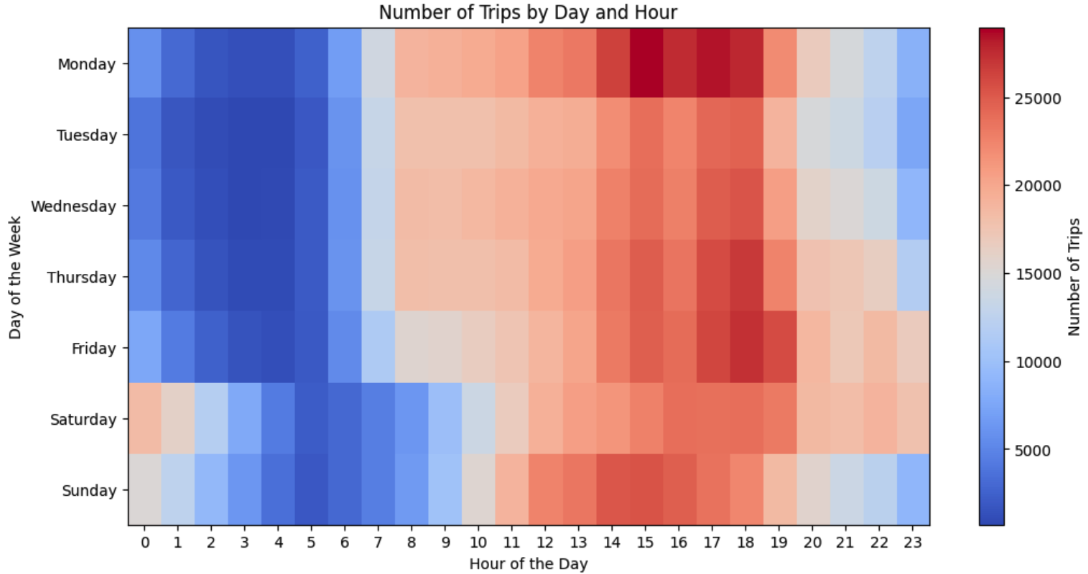 Number of Trips by Day and Hour
Day of the Week
Monday
Tuesday
Wednesday
Thursday
Friday
Saturday
Sunday
0 1 2 3 4 5 6 7 8 9 10 11 12 13 14 15 16 17 18 19 20 21 22 23
Hour of the Day
25000
20000
15000
10000
5000
Number of Trips